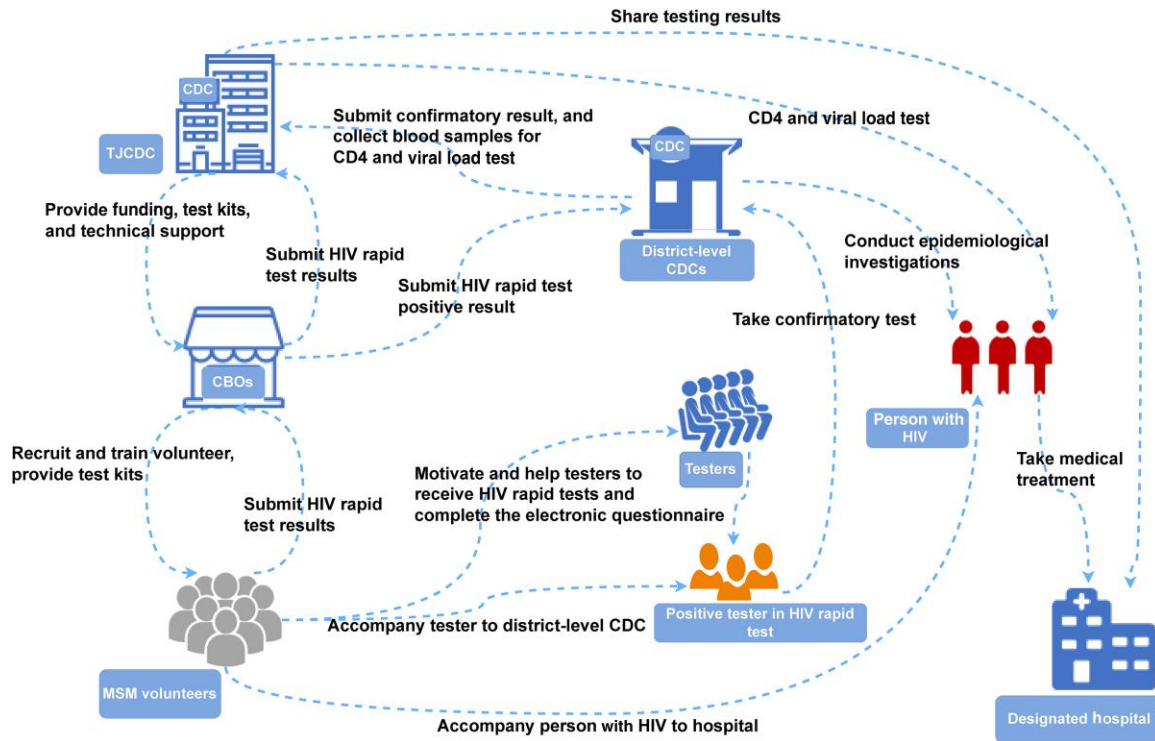 Share testing results
CDC
TJCDC
Submit confirmatory result, and
collect blood samples for
CD4 and viral load test
CDC
District-level
CDCs
CD4 and viral load test
Provide funding, test kits,
and technical support
Submit HIV rapid
test results
Submit HIV rapid test
positive result
Conduct epidemiological
investigations
Take confirmatory test
CBOs
Person with
HIV
Recruit and train volunteer,
provide test kits
Submit HIV rapid
test results
Motivate and help testers to
receive HIV rapid tests and
complete the electronic questionnaire
Testers
Take medical
treatment
Accompany tester to district-level CDC
Positive tester in HIV rapid
test
MSM volunteers
Accompany person with HIV to hospital
Designated hospital